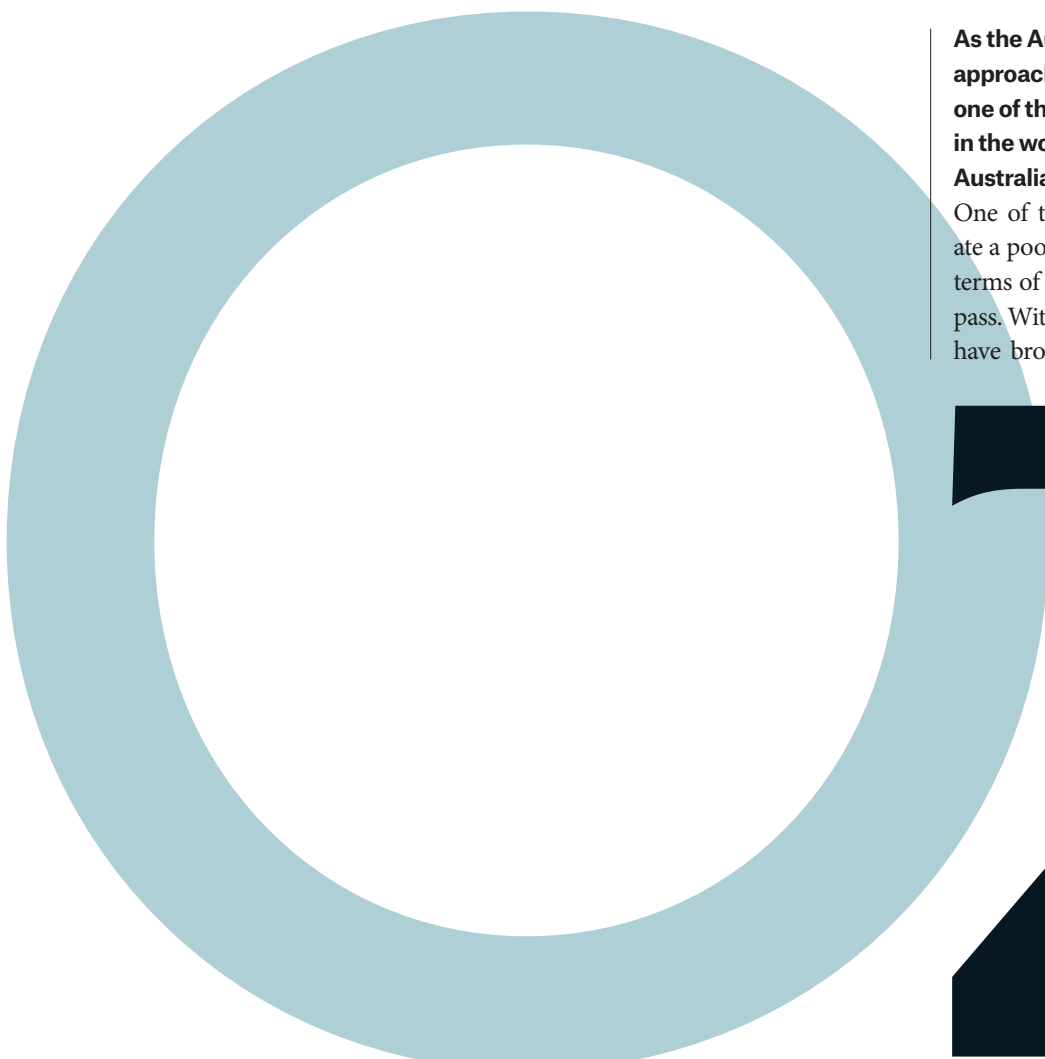 O
As the Au
approach
one of th
in the wo
Australia
One of t
ate a poo
terms of
pass. Wit
have bro